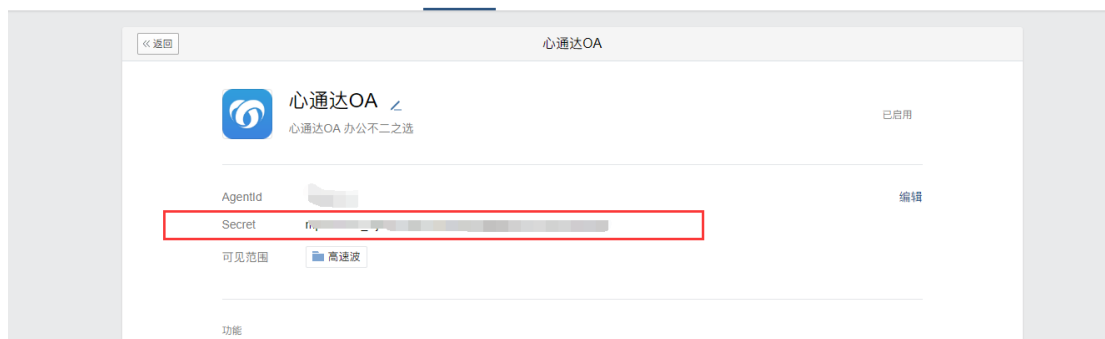 返回
心通达OA
心通达OA
心通达OA 办公不二之选
已启用
AgentId
编辑
Secret
可见范围
高速波
功能